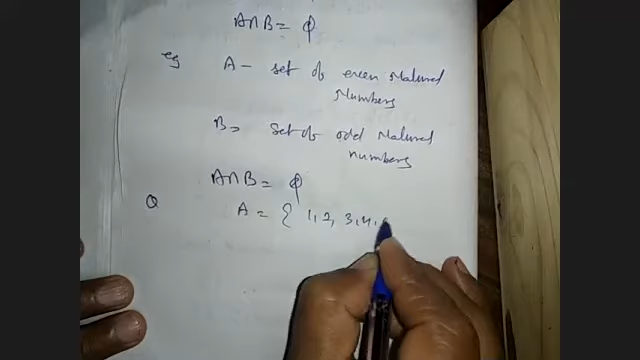 A∩B = ϕ
eg A - set of even Natural
Numbers
B = set of odd Natural
numbers
A∩B = ϕ
Q A = { 1, 2, 3, 4,